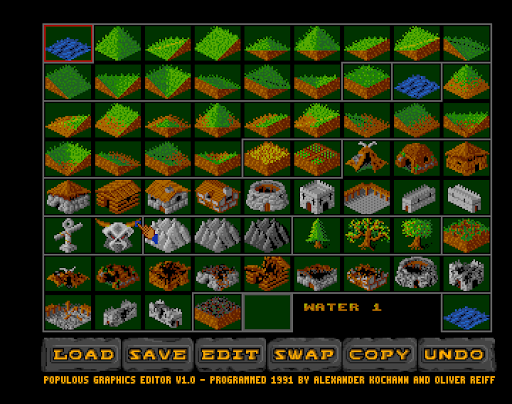 WATER 1
LOAD SAVE EDIT SWAP COPY UNDO
POPULOUS GRAPHICS EDITOR V1.0 - PROGRAMMED 1991 BY ALEXANDER KOCHANN AND OLIVER REIFF